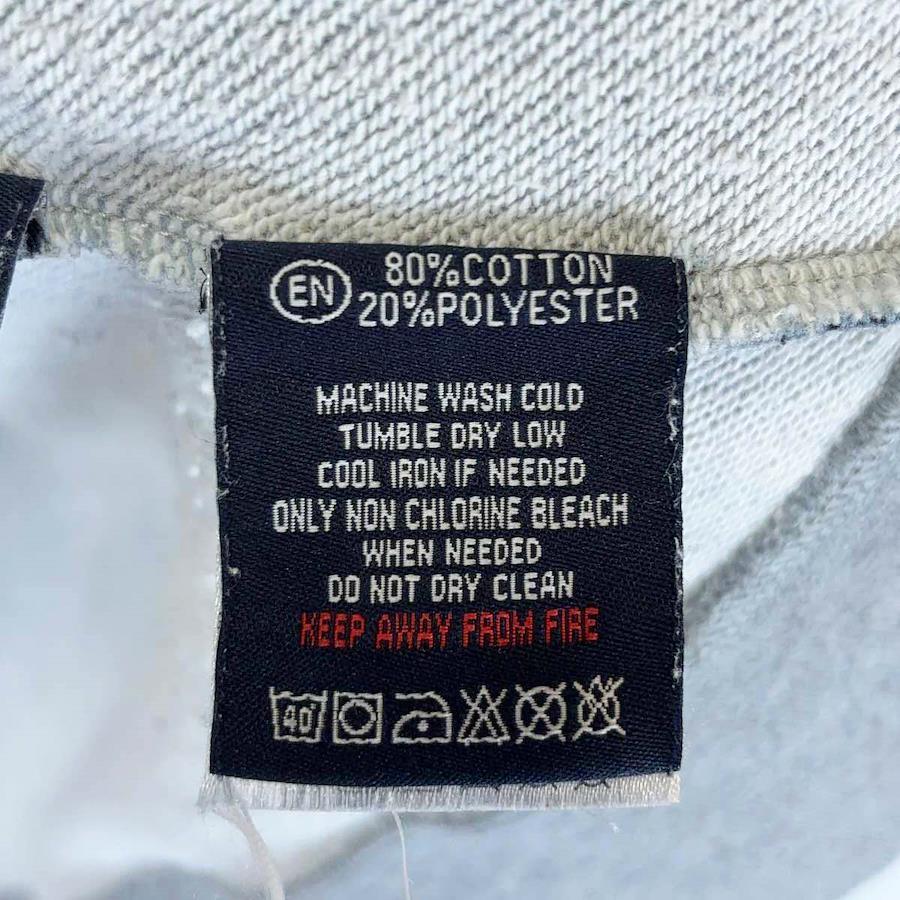 EN
80%COTTON
20%POLYESTER
MACHINE WASH COLD
TUMBLE DRY LOW
COOL IRON IF NEEDED
ONLY NON CHLORINE BLEACH
WHEN NEEDED
DO NOT DRY CLEAN
KEEP AWAY FROM FIRE
40